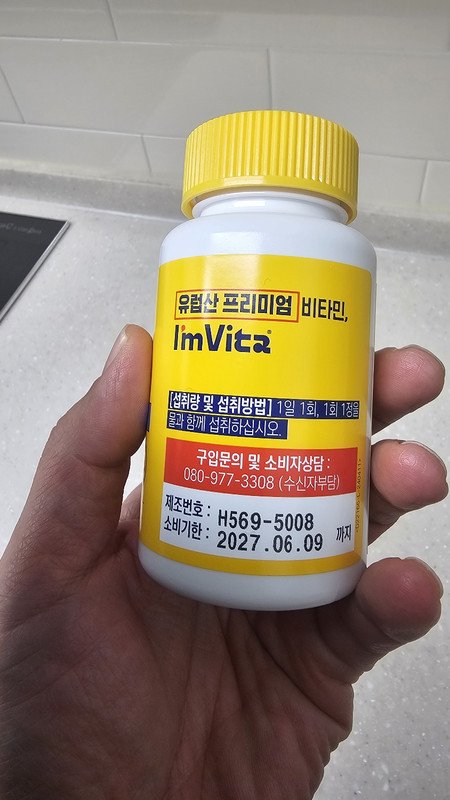 유럽산 프리미엄 비타민,
I'mVita
[섭취량 및 섭취방법] 1일 1회, 1회 1정을
물과 함께 섭취하십시오.
구입문의 및 소비자상담 :
080-977-3308 (수신자부담)
제조번호 : H569-5008
소비기한 : 2027.06.09 까지